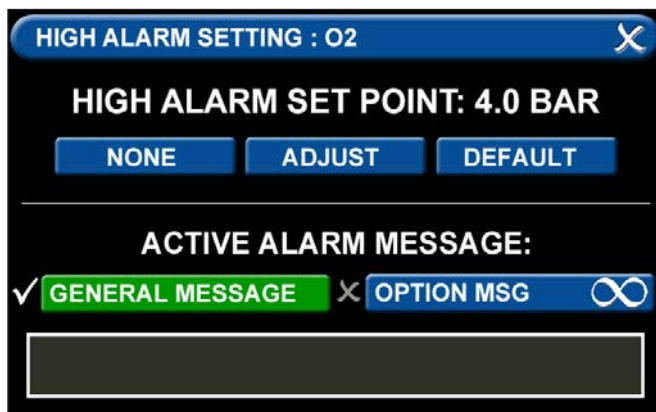 HIGH ALARM SETTING : O2
HIGH ALARM SET POINT: 4.0 BAR
NONE ADJUST DEFAULT
ACTIVE ALARM MESSAGE:
GENERAL MESSAGE OPTION MSG